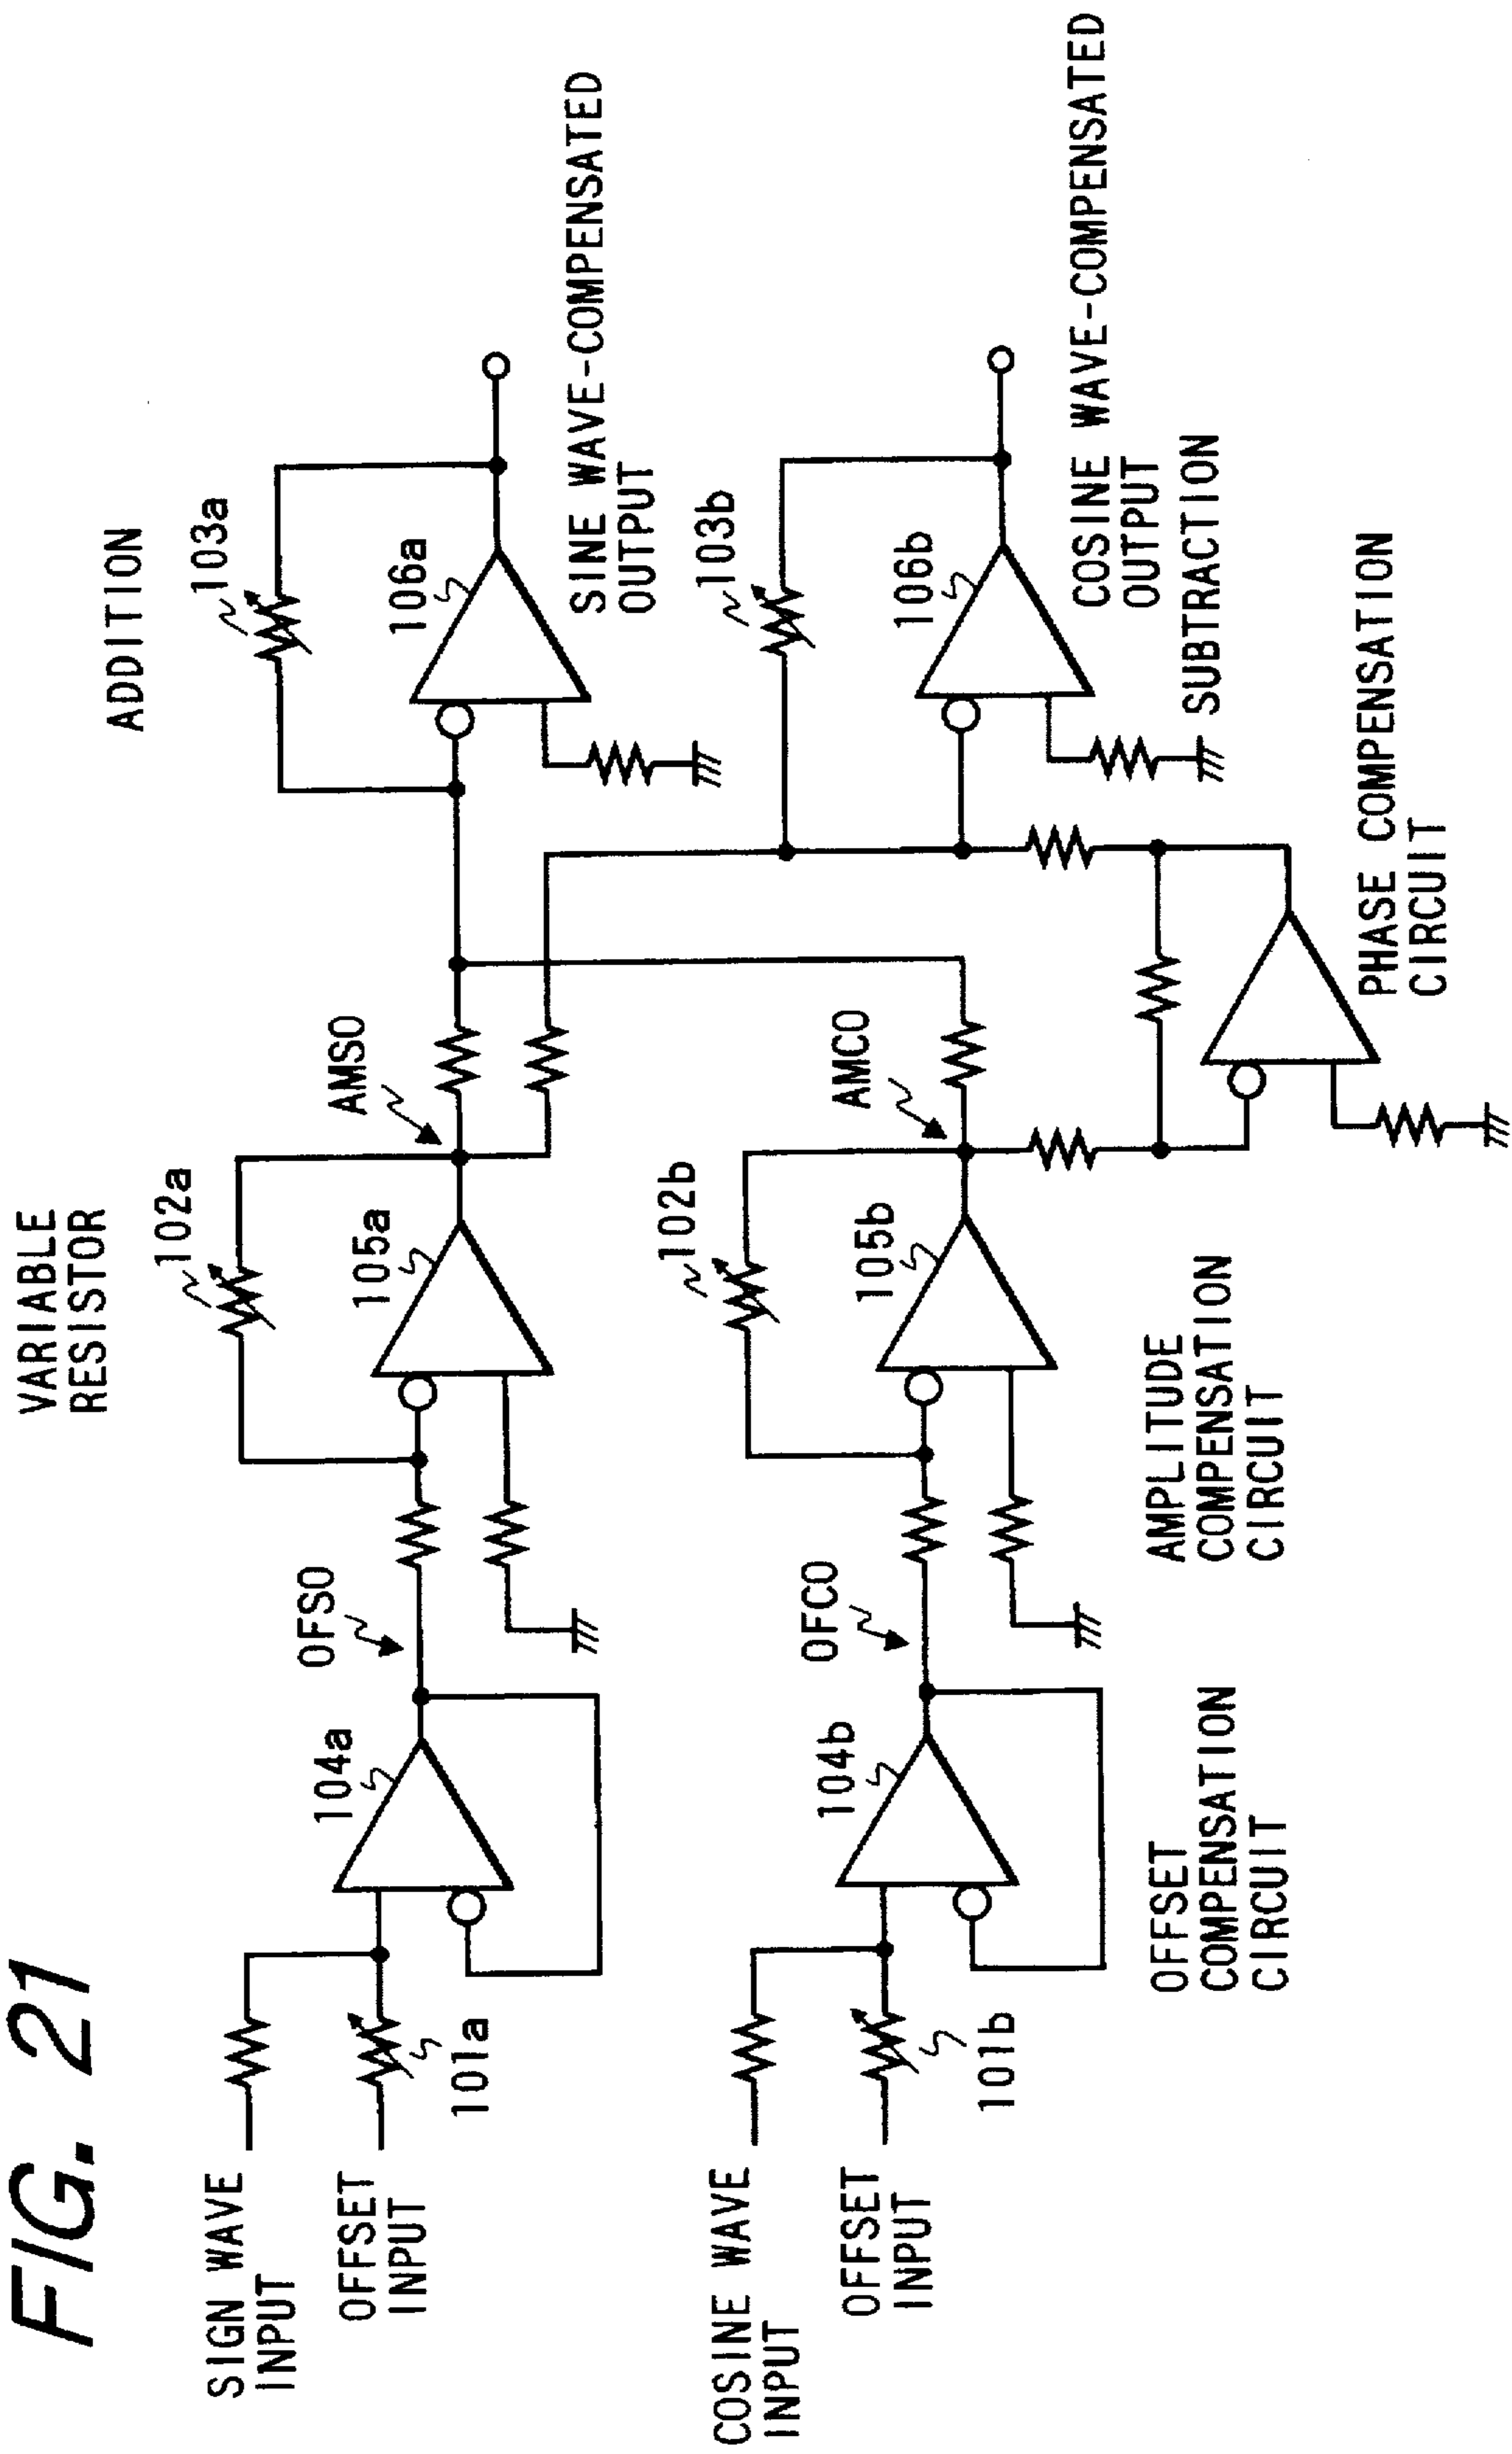 FIG. 21
VARIABLE
RESISTOR
ADDITION
SIGN WAVE
INPUT
OFFSET
INPUT
101a
104a
OFSO
102a
105a
AMSO
103a
106a
SINE WAVE-COMPENSATED
OUTPUT
COSINE WAVE
INPUT
OFFSET
INPUT
101b
104b
OFCO
102b
105b
AMCO
103b
106b
COSINE WAVE-COMPENSATED
OUTPUT
SUBTRACTION
OFFSET
COMPENSATION
CIRCUIT
AMPLITUDE
COMPENSATION
CIRCUIT
PHASE COMPENSATION
CIRCUIT